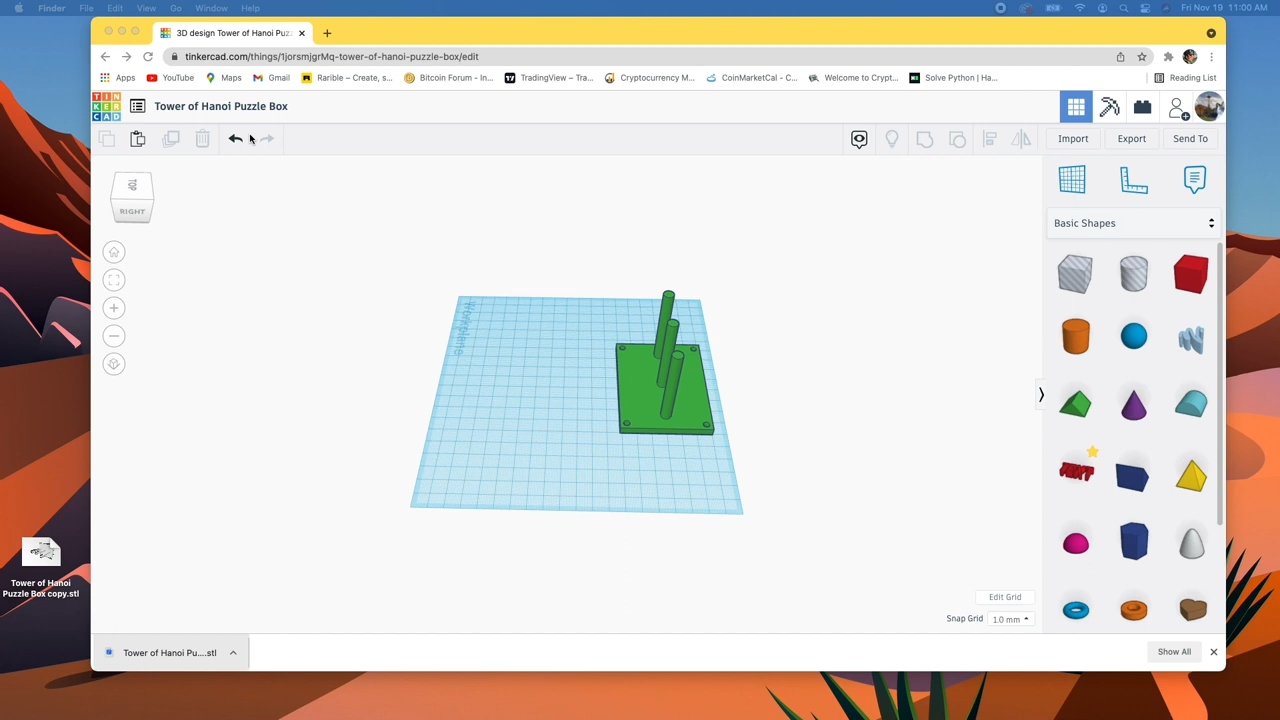 Finder File Edit View Go Window Help Fri Nov 19 11:00 AM
3D design Tower of Hanoi Puz
tinkercad.com/things/1jorsmjgrMq-tower-of-hanoi-puzzle-box/edit
Apps YouTube Maps Gmail Rarible – Create, s... Bitcoin Forum - In... TradingView – Tra... Cryptocurrency M... CoinMarketCal - C... Welcome to Crypt... Solve Python | Ha... Reading List
TIN
KER
CAD
Tower of Hanoi Puzzle Box
Import Export Send To
TOP
RIGHT
Basic Shapes
Workplane
TEXT
Tower of Hanoi
Puzzle Box copy.stl
Edit Grid
Snap Grid 1.0 mm
Tower of Hanoi Pu....stl Show All